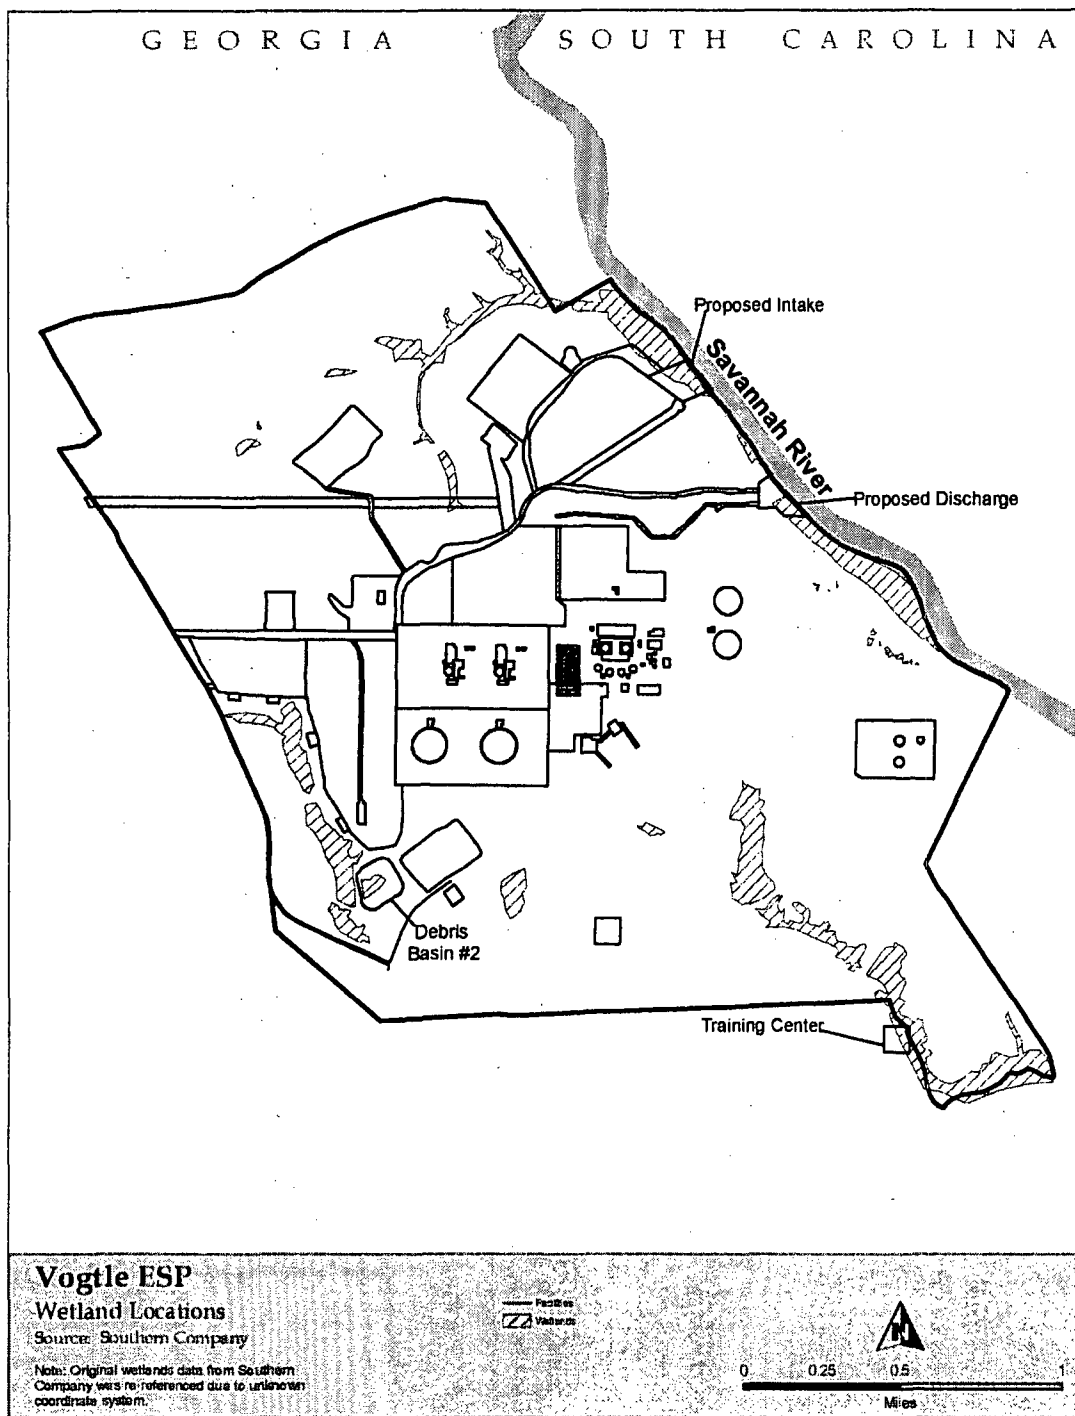 GEORGIA SOUTH CAROLINA
Proposed Intake
Savannah River
Proposed Discharge
Debris
Basin #2
Training Center
Vogtle ESP
Wetland Locations
Source: Southern Company
Note: Original wetlands data from Southern
Company was re-referenced due to unknown
coordinate system.
Facilities
Wetlands
N
0 0.25 0.5 1
Miles